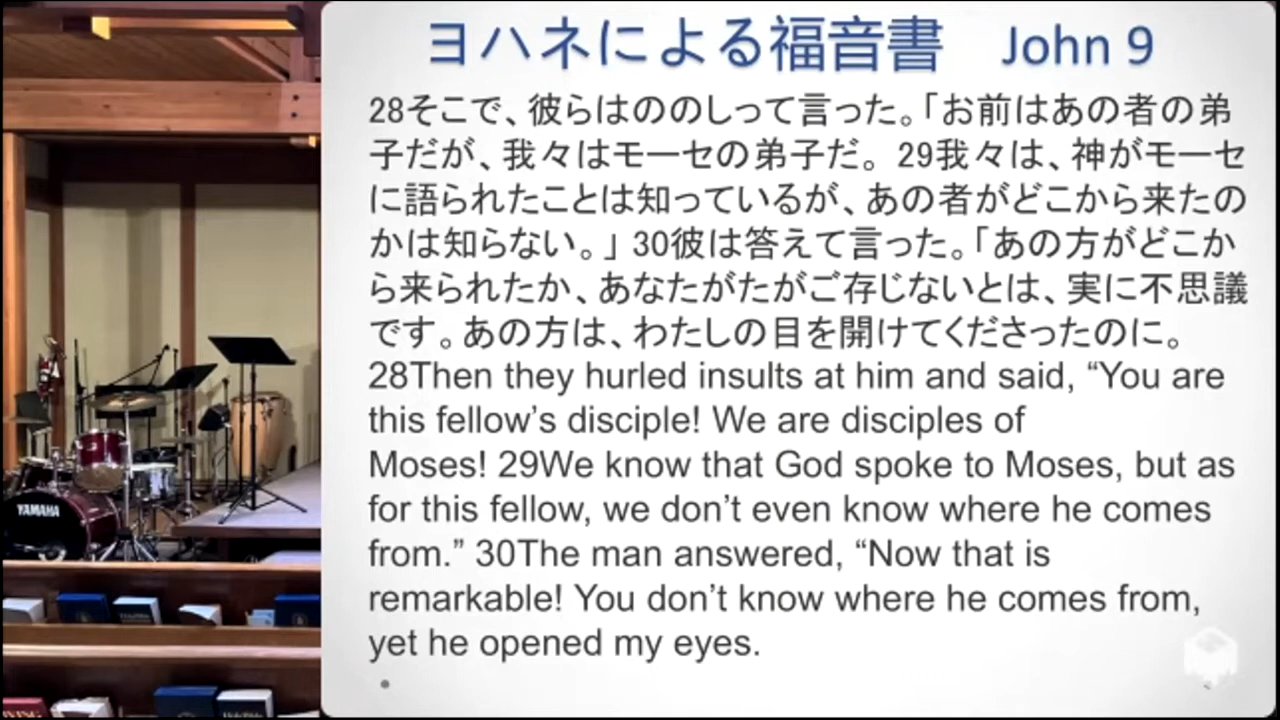 ヨハネによる福音書　John 9
28そこで、彼らはののしって言った。「お前はあの者の弟
子だが、我々はモーセの弟子だ。 29我々は、神がモーセ
に語られたことは知っているが、あの者がどこから来たの
かは知らない。」 30彼は答えて言った。「あの方がどこか
ら来られたか、あなたがたがご存じないとは、実に不思議
です。あの方は、わたしの目を開けてくださったのに。
28Then they hurled insults at him and said, “You are
this fellow’s disciple! We are disciples of
Moses! 29We know that God spoke to Moses, but as
for this fellow, we don’t even know where he comes
from.” 30The man answered, “Now that is
remarkable! You don’t know where he comes from,
yet he opened my eyes.
YAMAHA